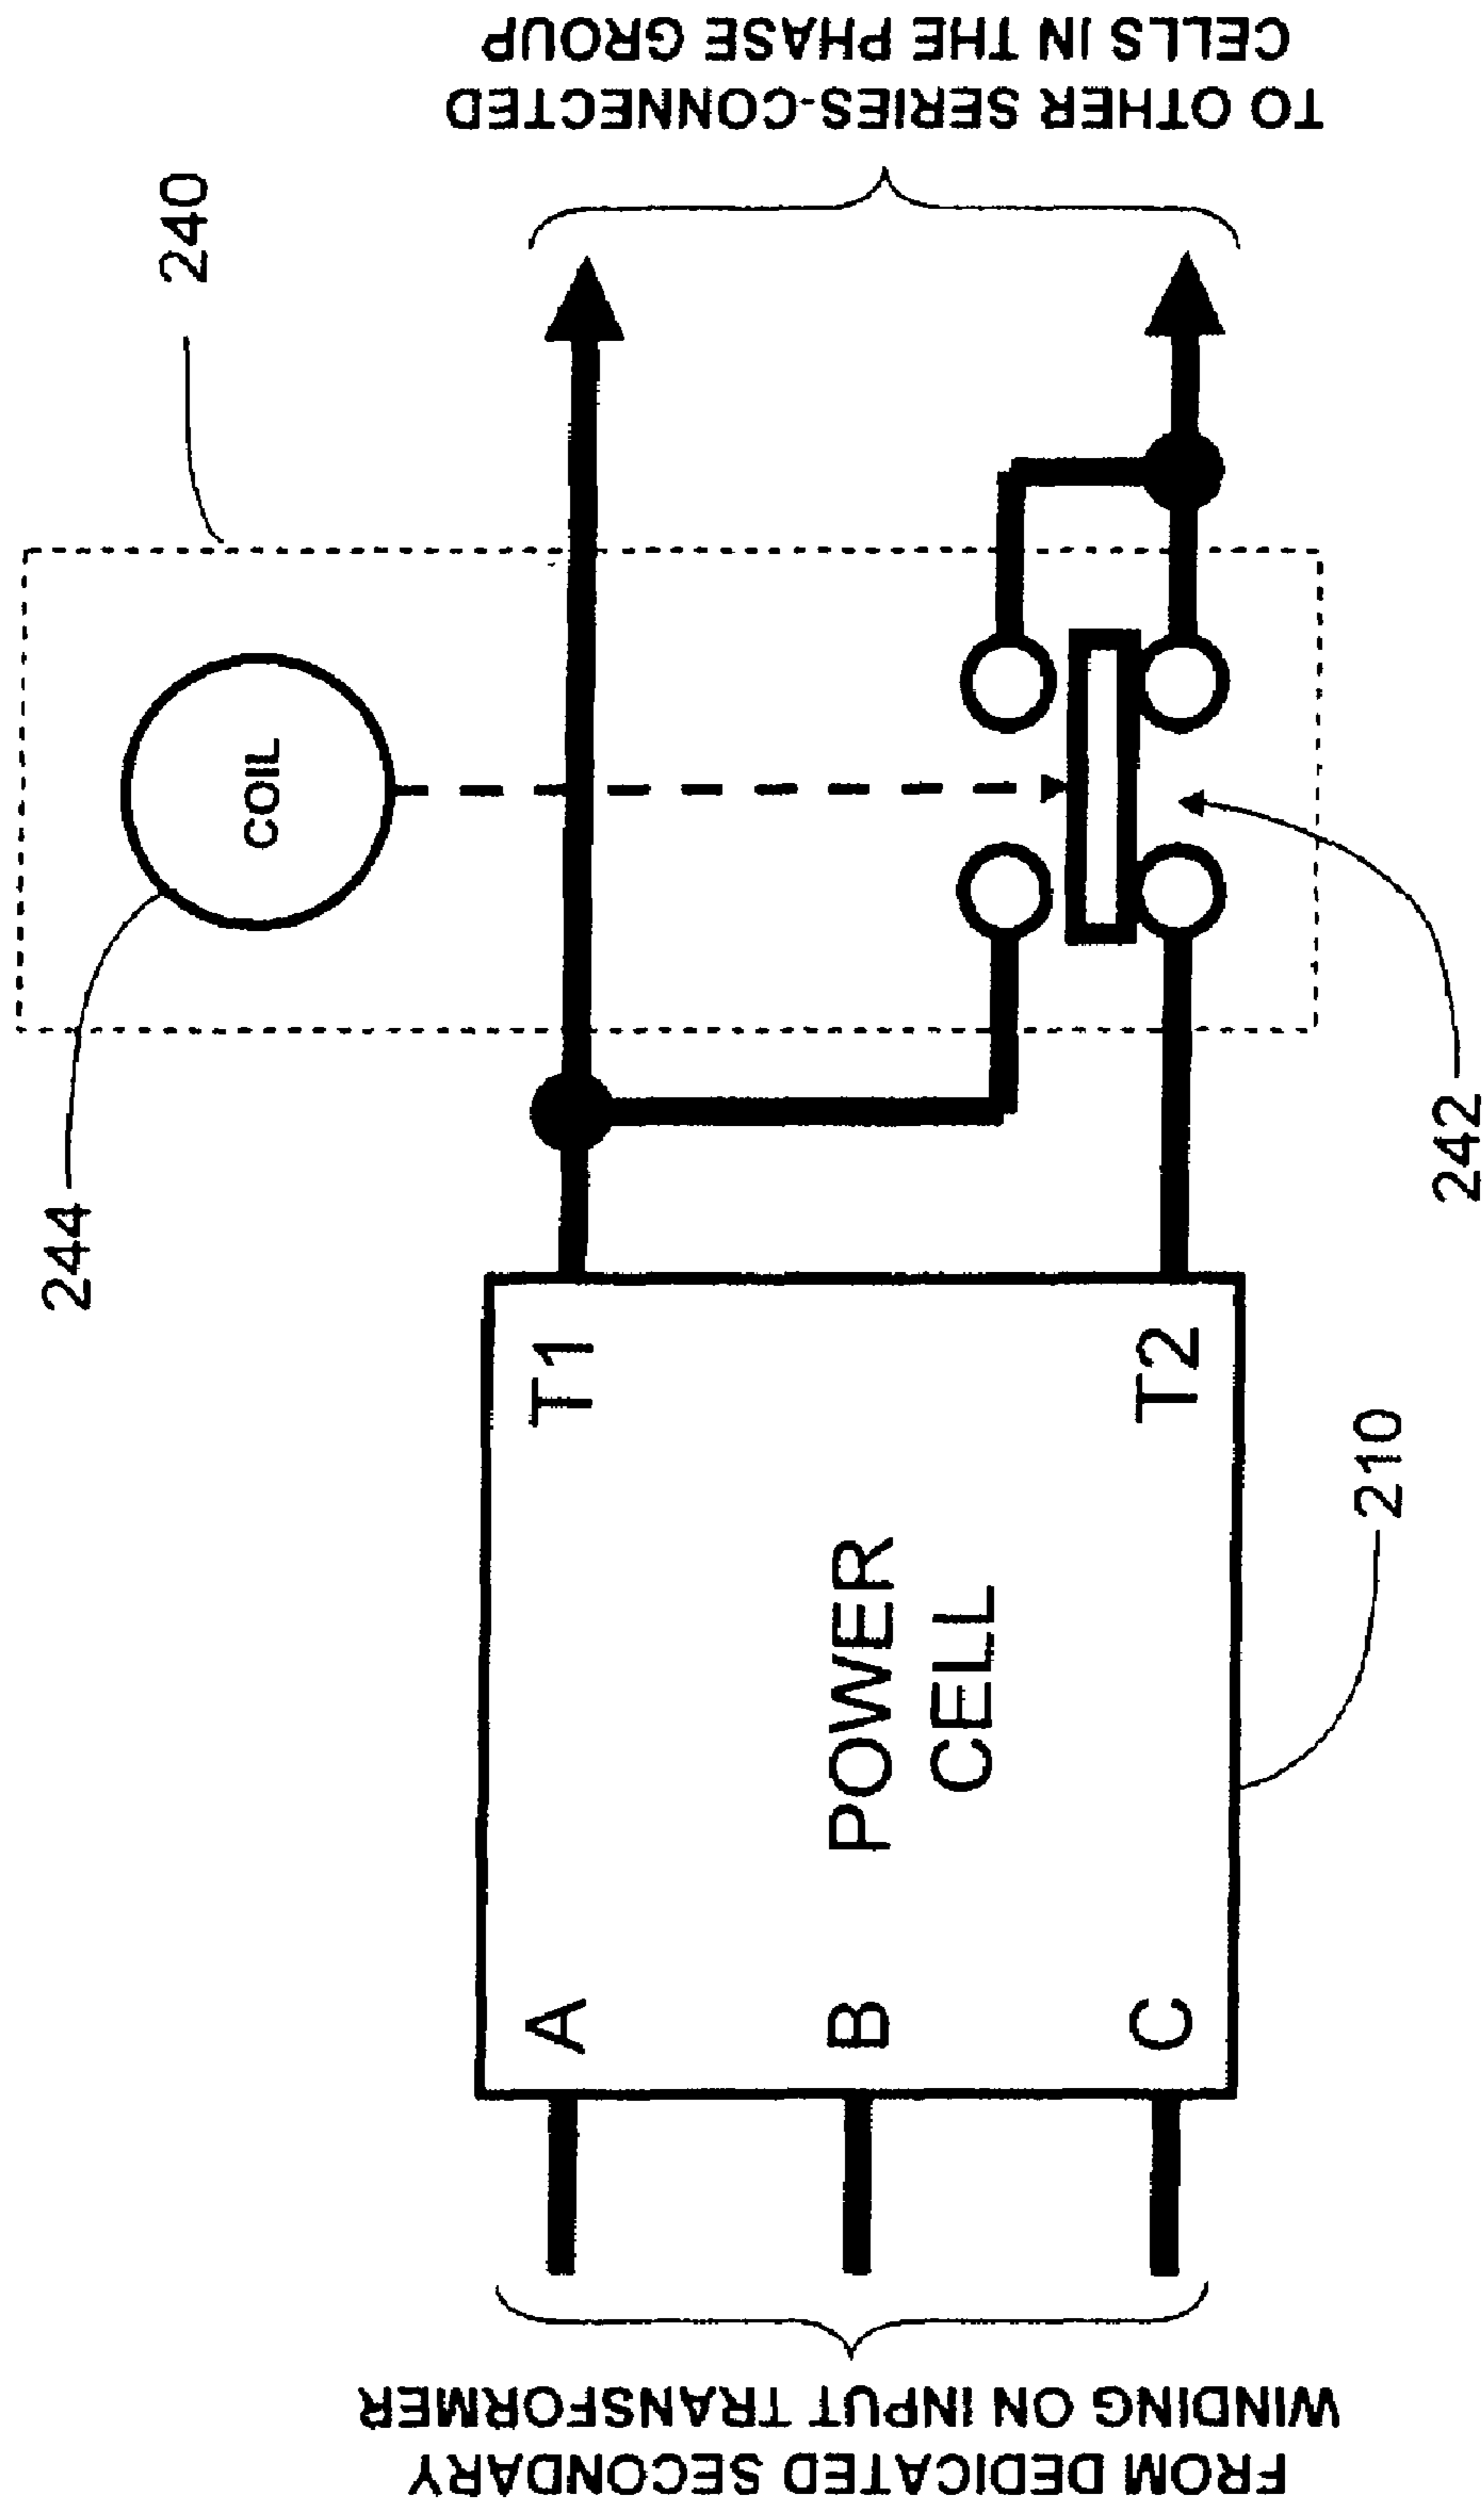 FROM DEDICATED SECONDARY
WINDING ON INPUT TRANSFORMER
A
B
C
POWER
CELL
T1
T2
210
244
COIL
242
240
TO OTHER SERIES-CONNECTED
CELLS IN THE PHASE GROUP